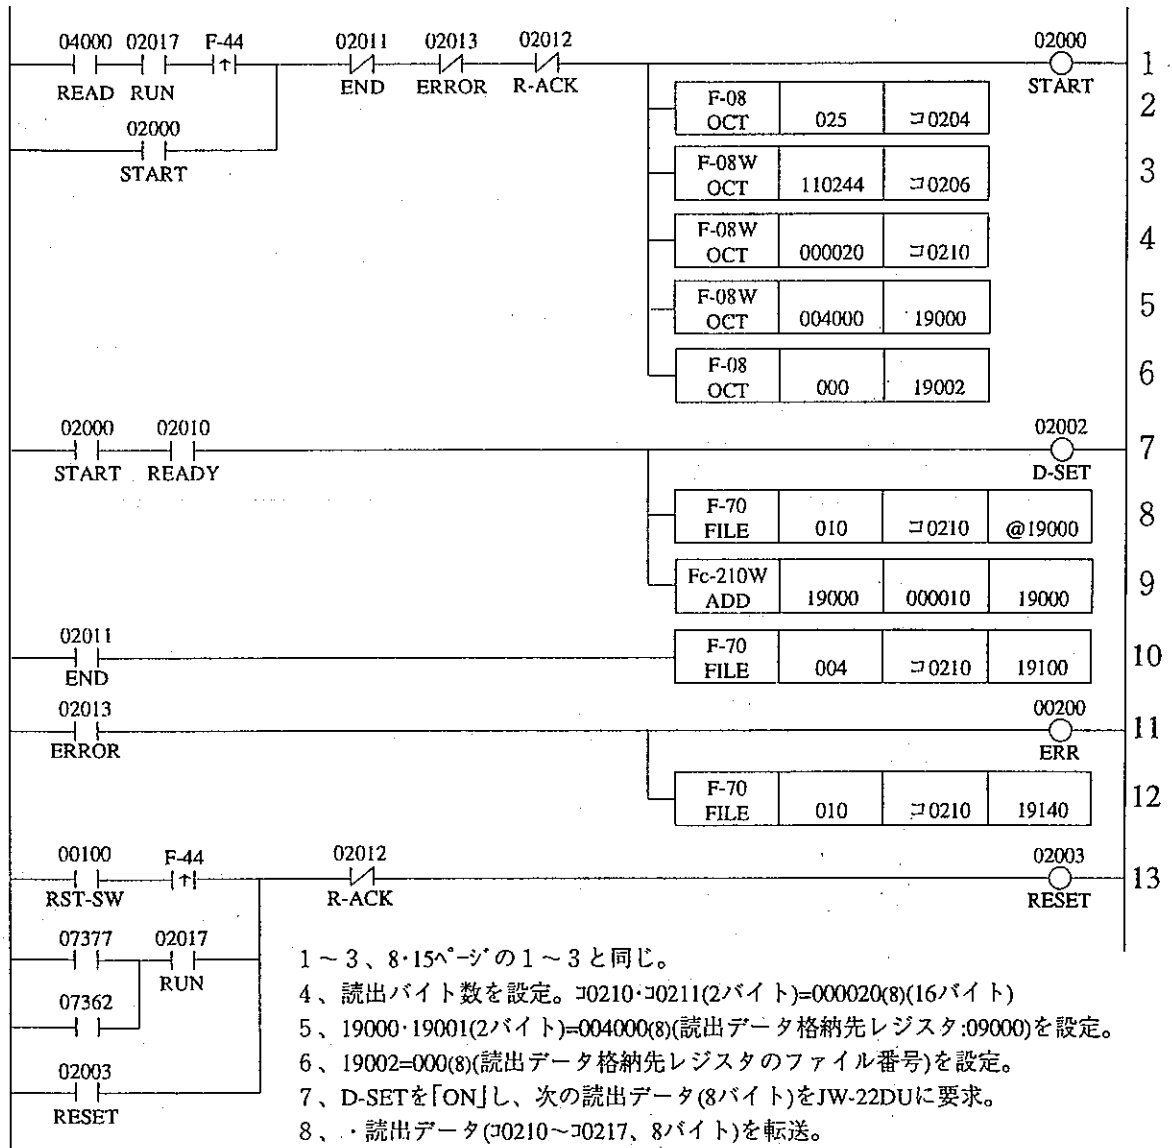 04000 02017 F-44 02011 02013 02012 02000
↑ 1
READ RUN END ERROR R-ACK START
F-08 OCT 025 コ0204 2
02000
START
F-08W OCT 110244 コ0206 3
F-08W OCT 000020 コ0210 4
F-08W OCT 004000 19000 5
F-08 OCT 000 19002 6
02000 02010 02002
7
START READY D-SET
F-70 FILE 010 コ0210 @19000 8
Fc-210W ADD 19000 000010 19000 9
02011
END
F-70 FILE 004 コ0210 19100 10
02013 00200
11
ERROR ERR
F-70 FILE 010 コ0210 19140 12
00100 F-44 02012 02003
↑ 13
RST-SW R-ACK RESET
07377 02017
RUN
07362
02003
RESET
1～3、8･15ﾍﾟｰｼﾞの1～3と同じ。
4、読出バイト数を設定。ｺ0210･ｺ0211(2バイト)=000020(8)(16バイト)
5、19000･19001(2バイト)=004000(8)(読出データ格納先レジスタ:09000)を設定。
6、19002=000(8)(読出データ格納先レジスタのファイル番号)を設定。
7、D-SETを「ON」し、次の読出データ(8バイト)をJW-22DUに要求。
8、・読出データ(ｺ0210～ｺ0217、8バイト)を転送。